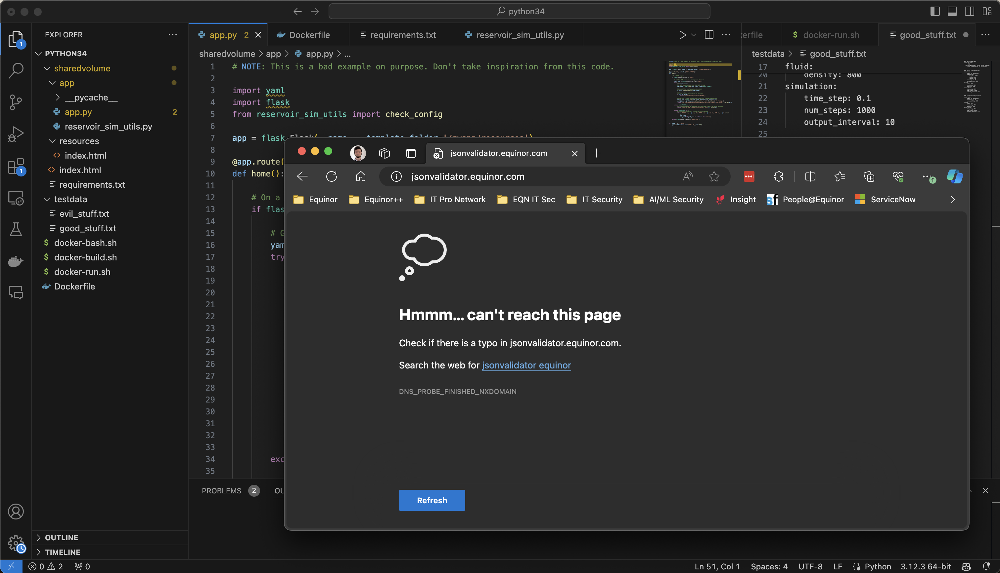 python34
EXPLORER
PYTHON34
sharedvolume
app
__pycache__
app.py 2
reservoir_sim_utils.py
resources
index.html
index.html
requirements.txt
testdata
evil_stuff.txt
good_stuff.txt
docker-bash.sh
docker-build.sh
docker-run.sh
Dockerfile
OUTLINE
TIMELINE
1
1
app.py 2
Dockerfile
requirements.txt
reservoir_sim_utils.py
sharedvolume > app > app.py > ...
1 # NOTE: This is a bad example on purpose. Don't take inspiration from this code.
2
3 import yaml
4 import flask
5 from reservoir_sim_utils import check_config
6
7 app = flask
8
9 @app.route(
10 def home():
11
12 # On a
13 if flas
14
15 # G
16 yam
17 try
18
19
20
21
22
23
24
25
26
27
28
29
30
31
32
33
34 exc
35
erfile
docker-run.sh
good_stuff.txt
testdata > good_stuff.txt
17 fluid:
20 density: 800
21 simulation:
22 time_step: 0.1
23 num_steps: 1000
24 output_interval: 10
25
jsonvalidator.equinor.com
jsonvalidator.equinor.com
Equinor
Equinor++
IT Pro Network
EQN IT Sec
IT Security
AI/ML Security
Insight
People@Equinor
ServiceNow
Hmmm... can't reach this page
Check if there is a typo in jsonvalidator.equinor.com.
Search the web for jsonvalidator equinor
DNS_PROBE_FINISHED_NXDOMAIN
Refresh
PROBLEMS 2 OU
0 2 0
Ln 51, Col 1 Spaces: 4 UTF-8 LF Python 3.12.3 64-bit